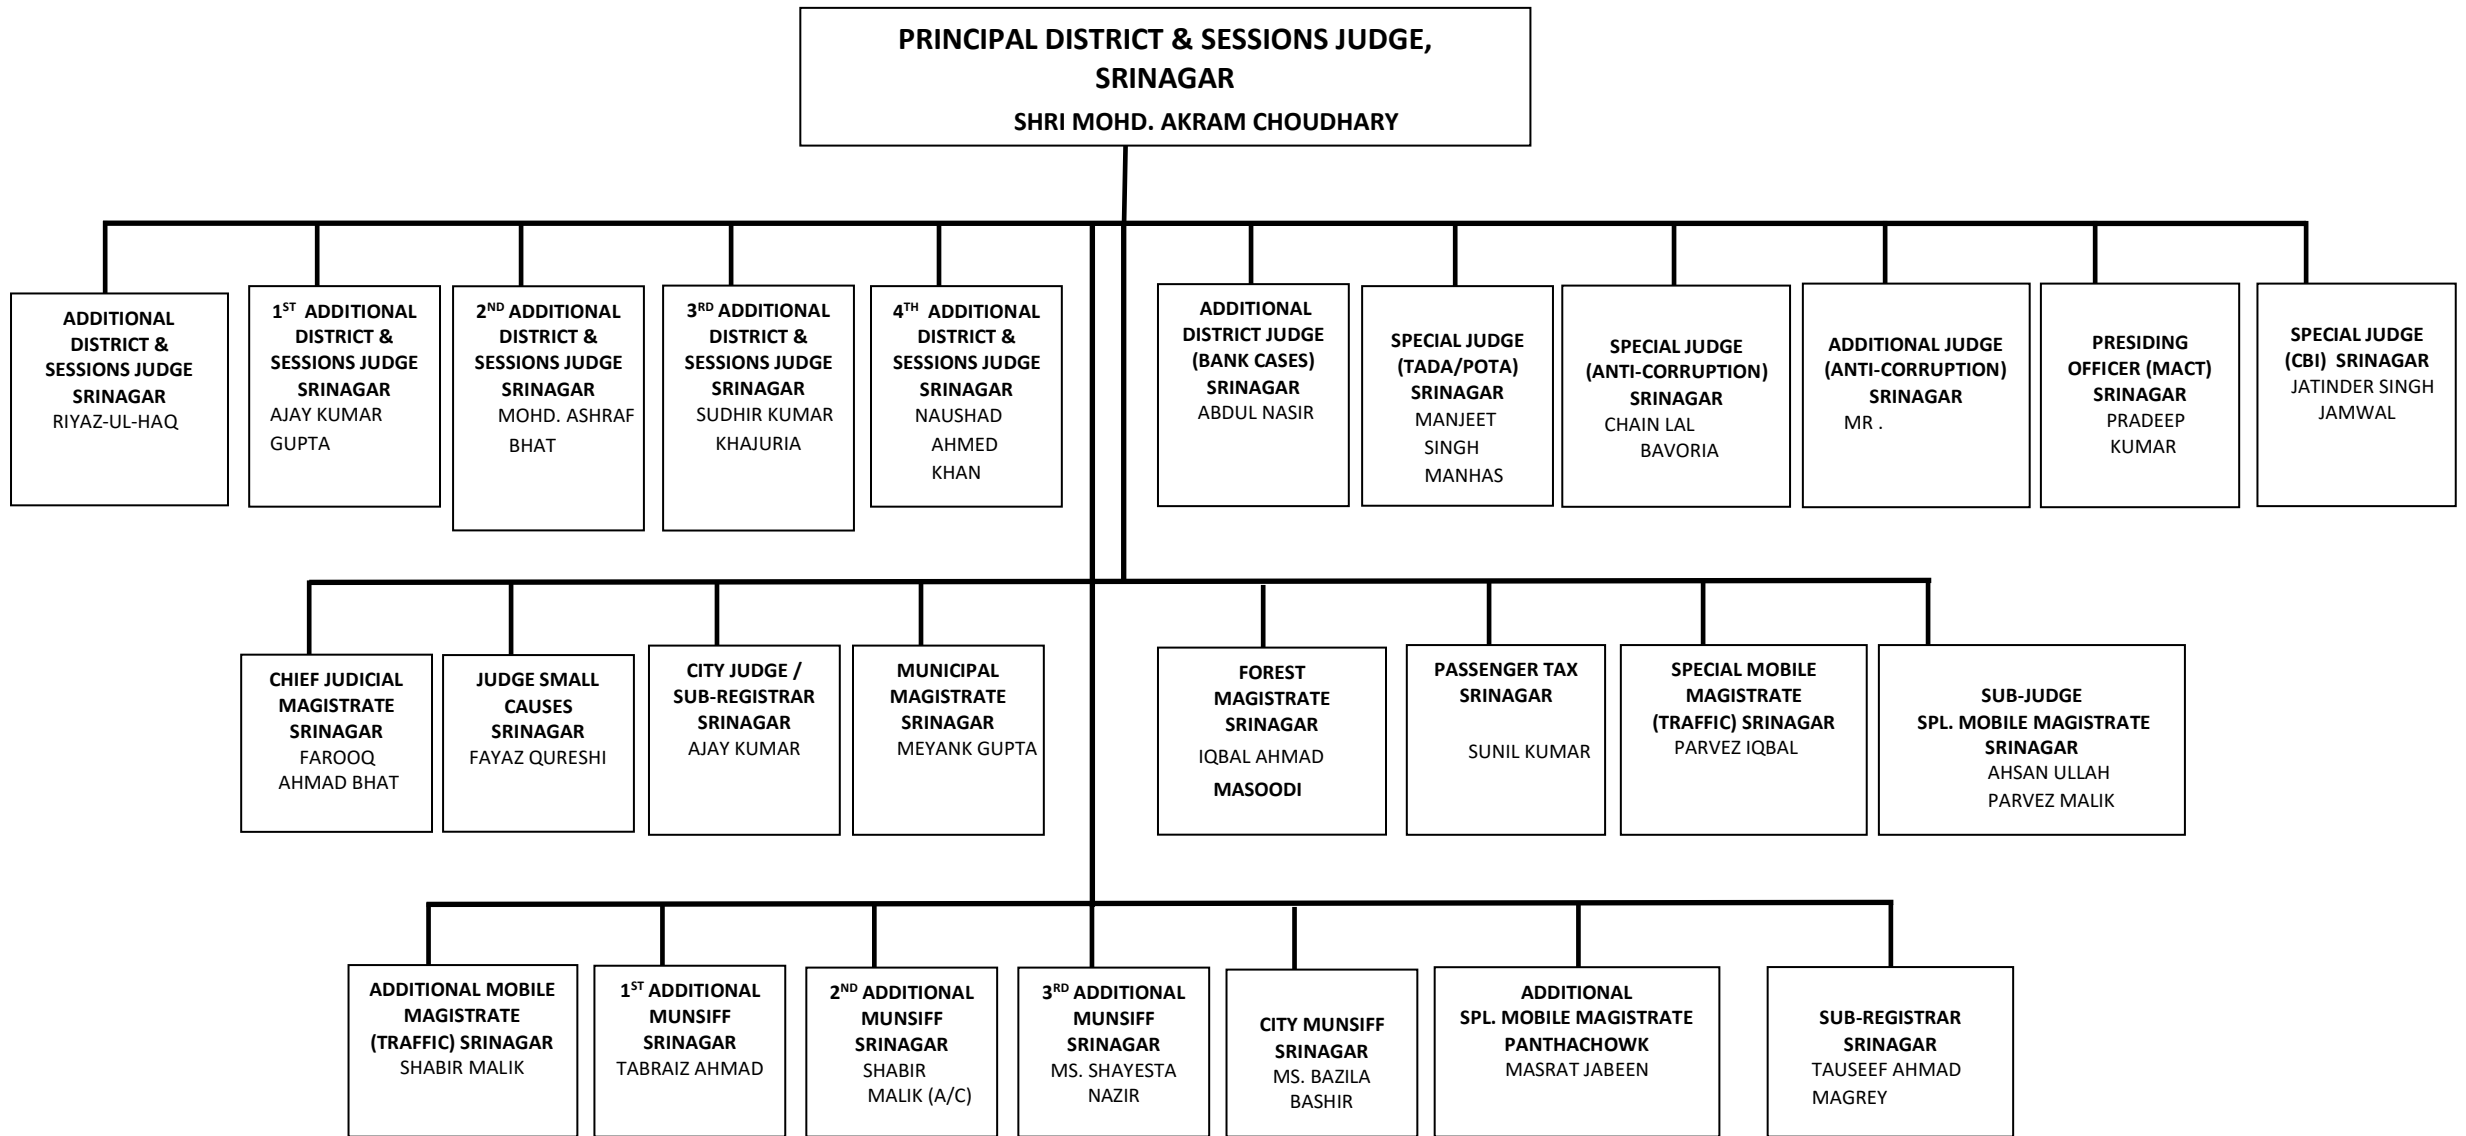 PRINCIPAL DISTRICT & SESSIONS JUDGE,
SRINAGAR
SHRI MOHD. AKRAM CHOUDHARY
ADDITIONAL
DISTRICT &
SESSIONS JUDGE
SRINAGAR
RIYAZ-UL-HAQ
1ST ADDITIONAL
DISTRICT &
SESSIONS JUDGE
SRINAGAR
AJAY KUMAR
GUPTA
2ND ADDITIONAL
DISTRICT &
SESSIONS JUDGE
SRINAGAR
MOHD. ASHRAF
BHAT
3RD ADDITIONAL
DISTRICT &
SESSIONS JUDGE
SRINAGAR
SUDHIR KUMAR
KHAJURIA
4TH ADDITIONAL
DISTRICT &
SESSIONS JUDGE
SRINAGAR
NAUSHAD
AHMED
KHAN
ADDITIONAL
DISTRICT JUDGE
(BANK CASES)
SRINAGAR
ABDUL NASIR
SPECIAL JUDGE
(TADA/POTA)
SRINAGAR
MANJEET
SINGH
MANHAS
SPECIAL JUDGE
(ANTI-CORRUPTION)
SRINAGAR
CHAIN LAL
BAVORIA
ADDITIONAL JUDGE
(ANTI-CORRUPTION)
SRINAGAR
MR .
PRESIDING
OFFICER (MACT)
SRINAGAR
PRADEEP
KUMAR
SPECIAL JUDGE
(CBI) SRINAGAR
JATINDER SINGH
JAMWAL
CHIEF JUDICIAL
MAGISTRATE
SRINAGAR
FAROOQ
AHMAD BHAT
JUDGE SMALL
CAUSES
SRINAGAR
FAYAZ QURESHI
CITY JUDGE /
SUB-REGISTRAR
SRINAGAR
AJAY KUMAR
MUNICIPAL
MAGISTRATE
SRINAGAR
MEYANK GUPTA
FOREST
MAGISTRATE
SRINAGAR
IQBAL AHMAD
MASOODI
PASSENGER TAX
SRINAGAR
SUNIL KUMAR
SPECIAL MOBILE
MAGISTRATE
(TRAFFIC) SRINAGAR
PARVEZ IQBAL
SUB-JUDGE
SPL. MOBILE MAGISTRATE
SRINAGAR
AHSAN ULLAH
PARVEZ MALIK
ADDITIONAL MOBILE
MAGISTRATE
(TRAFFIC) SRINAGAR
SHABIR MALIK
1ST ADDITIONAL
MUNSIFF
SRINAGAR
TABRAIZ AHMAD
2ND ADDITIONAL
MUNSIFF
SRINAGAR
SHABIR
MALIK (A/C)
3RD ADDITIONAL
MUNSIFF
SRINAGAR
MS. SHAYESTA
NAZIR
CITY MUNSIFF
SRINAGAR
MS. BAZILA
BASHIR
ADDITIONAL
SPL. MOBILE MAGISTRATE
PANTHACHOWK
MASRAT JABEEN
SUB-REGISTRAR
SRINAGAR
TAUSEEF AHMAD
MAGREY